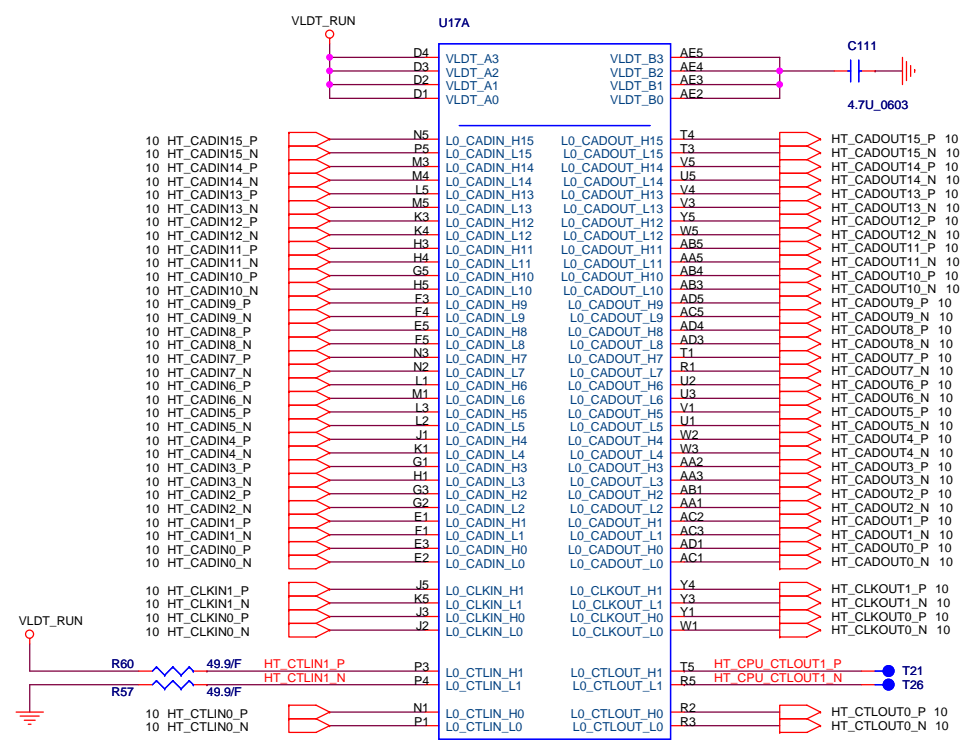 VLDT_RUN
U17A
C111
4.7U_0603
D4 VLDT_A3 VLDT_B3 AE5
D3 VLDT_A2 VLDT_B2 AE4
D2 VLDT_A1 VLDT_B1 AE3
D1 VLDT_A0 VLDT_B0 AE2
10 HT_CADIN15_P N5 L0_CADIN_H15 L0_CADOUT_H15 T4 HT_CADOUT15_P 10
10 HT_CADIN15_N P5 L0_CADIN_L15 L0_CADOUT_L15 T3 HT_CADOUT15_N 10
10 HT_CADIN14_P M3 L0_CADIN_H14 L0_CADOUT_H14 V5 HT_CADOUT14_P 10
10 HT_CADIN14_N M4 L0_CADIN_L14 L0_CADOUT_L14 U5 HT_CADOUT14_N 10
10 HT_CADIN13_P L5 L0_CADIN_H13 L0_CADOUT_H13 V4 HT_CADOUT13_P 10
10 HT_CADIN13_N M5 L0_CADIN_L13 L0_CADOUT_L13 V3 HT_CADOUT13_N 10
10 HT_CADIN12_P K3 L0_CADIN_H12 L0_CADOUT_H12 Y5 HT_CADOUT12_P 10
10 HT_CADIN12_N K4 L0_CADIN_L12 L0_CADOUT_L12 W5 HT_CADOUT12_N 10
10 HT_CADIN11_P H3 L0_CADIN_H11 L0_CADOUT_H11 AB5 HT_CADOUT11_P 10
10 HT_CADIN11_N H4 L0_CADIN_L11 L0_CADOUT_L11 AA5 HT_CADOUT11_N 10
10 HT_CADIN10_P G5 L0_CADIN_H10 L0_CADOUT_H10 AB4 HT_CADOUT10_P 10
10 HT_CADIN10_N H5 L0_CADIN_L10 L0_CADOUT_L10 AB3 HT_CADOUT10_N 10
10 HT_CADIN9_P F3 L0_CADIN_H9 L0_CADOUT_H9 AD5 HT_CADOUT9_P 10
10 HT_CADIN9_N F4 L0_CADIN_L9 L0_CADOUT_L9 AC5 HT_CADOUT9_N 10
10 HT_CADIN8_P E5 L0_CADIN_H8 L0_CADOUT_H8 AD4 HT_CADOUT8_P 10
10 HT_CADIN8_N F5 L0_CADIN_L8 L0_CADOUT_L8 AD3 HT_CADOUT8_N 10
10 HT_CADIN7_P N3 L0_CADIN_H7 L0_CADOUT_H7 T1 HT_CADOUT7_P 10
10 HT_CADIN7_N N2 L0_CADIN_L7 L0_CADOUT_L7 R1 HT_CADOUT7_N 10
10 HT_CADIN6_P L1 L0_CADIN_H6 L0_CADOUT_H6 U2 HT_CADOUT6_P 10
10 HT_CADIN6_N M1 L0_CADIN_L6 L0_CADOUT_L6 U3 HT_CADOUT6_N 10
10 HT_CADIN5_P L3 L0_CADIN_H5 L0_CADOUT_H5 V1 HT_CADOUT5_P 10
10 HT_CADIN5_N L2 L0_CADIN_L5 L0_CADOUT_L5 U1 HT_CADOUT5_N 10
10 HT_CADIN4_P J1 L0_CADIN_H4 L0_CADOUT_H4 W2 HT_CADOUT4_P 10
10 HT_CADIN4_N K1 L0_CADIN_L4 L0_CADOUT_L4 W3 HT_CADOUT4_N 10
10 HT_CADIN3_P G1 L0_CADIN_H3 L0_CADOUT_H3 AA2 HT_CADOUT3_P 10
10 HT_CADIN3_N H1 L0_CADIN_L3 L0_CADOUT_L3 AA3 HT_CADOUT3_N 10
10 HT_CADIN2_P G3 L0_CADIN_H2 L0_CADOUT_H2 AB1 HT_CADOUT2_P 10
10 HT_CADIN2_N G2 L0_CADIN_L2 L0_CADOUT_L2 AA1 HT_CADOUT2_N 10
10 HT_CADIN1_P E1 L0_CADIN_H1 L0_CADOUT_H1 AC2 HT_CADOUT1_P 10
10 HT_CADIN1_N F1 L0_CADIN_L1 L0_CADOUT_L1 AC3 HT_CADOUT1_N 10
10 HT_CADIN0_P E3 L0_CADIN_H0 L0_CADOUT_H0 AD1 HT_CADOUT0_P 10
10 HT_CADIN0_N E2 L0_CADIN_L0 L0_CADOUT_L0 AC1 HT_CADOUT0_N 10
10 HT_CLKIN1_P J5 L0_CLKIN_H1 L0_CLKOUT_H1 Y4 HT_CLKOUT1_P 10
10 HT_CLKIN1_N K5 L0_CLKIN_L1 L0_CLKOUT_L1 Y3 HT_CLKOUT1_N 10
10 HT_CLKIN0_P J3 L0_CLKIN_H0 L0_CLKOUT_H0 Y1 HT_CLKOUT0_P 10
10 HT_CLKIN0_N J2 L0_CLKIN_L0 L0_CLKOUT_L0 W1 HT_CLKOUT0_N 10
VLDT_RUN
R60 49.9/F HT_CTLIN1_P P3 L0_CTLIN_H1 L0_CTLOUT_H1 T5 HT_CPU_CTLOUT1_P T21
R57 49.9/F HT_CTLIN1_N P4 L0_CTLIN_L1 L0_CTLOUT_L1 R5 HT_CPU_CTLOUT1_N T26
10 HT_CTLIN0_P N1 L0_CTLIN_H0 L0_CTLOUT_H0 R2 HT_CTLOUT0_P 10
10 HT_CTLIN0_N P1 L0_CTLIN_L0 L0_CTLOUT_L0 R3 HT_CTLOUT0_N 10